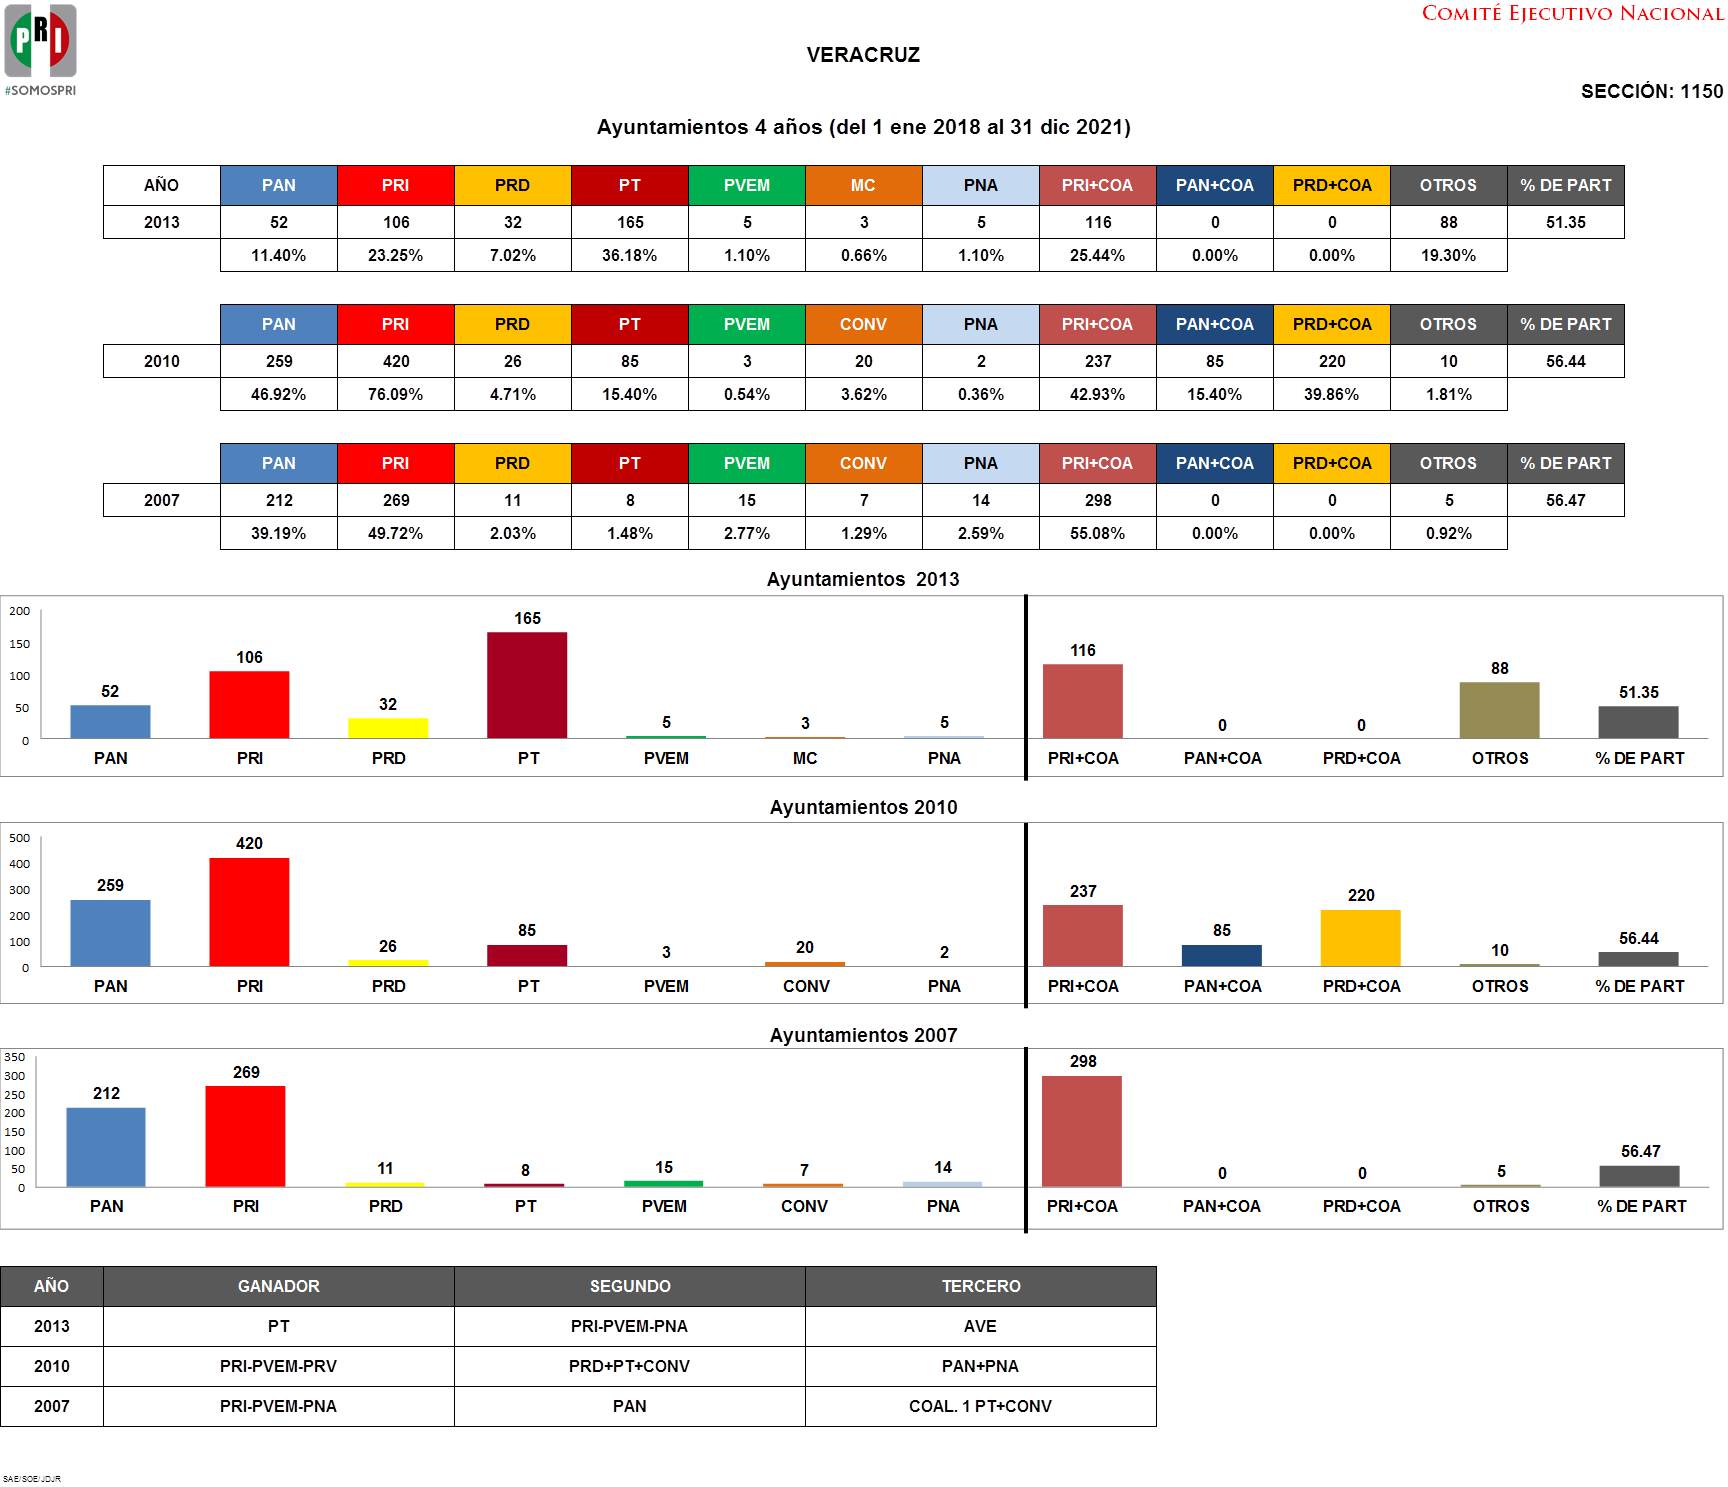 PRI
#SOMOSPRI
COMITÉ EJECUTIVO NACIONAL
VERACRUZ
SECCIÓN: 1150
Ayuntamientos 4 años (del 1 ene 2018 al 31 dic 2021)
AÑO PAN PRI PRD PT PVEM MC PNA PRI+COA PAN+COA PRD+COA OTROS % DE PART
2013 52 106 32 165 5 3 5 116 0 0 88 51.35
11.40% 23.25% 7.02% 36.18% 1.10% 0.66% 1.10% 25.44% 0.00% 0.00% 19.30%
PAN PRI PRD PT PVEM CONV PNA PRI+COA PAN+COA PRD+COA OTROS % DE PART
2010 259 420 26 85 3 20 2 237 85 220 10 56.44
46.92% 76.09% 4.71% 15.40% 0.54% 3.62% 0.36% 42.93% 15.40% 39.86% 1.81%
PAN PRI PRD PT PVEM CONV PNA PRI+COA PAN+COA PRD+COA OTROS % DE PART
2007 212 269 11 8 15 7 14 298 0 0 5 56.47
39.19% 49.72% 2.03% 1.48% 2.77% 1.29% 2.59% 55.08% 0.00% 0.00% 0.92%
Ayuntamientos 2013
200
150
100
50
0
52 106 32 165 5 3 5 116 0 0 88 51.35
PAN PRI PRD PT PVEM MC PNA PRI+COA PAN+COA PRD+COA OTROS % DE PART
Ayuntamientos 2010
500
400
300
200
100
0
259 420 26 85 3 20 2 237 85 220 10 56.44
PAN PRI PRD PT PVEM CONV PNA PRI+COA PAN+COA PRD+COA OTROS % DE PART
Ayuntamientos 2007
350
300
250
200
150
100
50
0
212 269 11 8 15 7 14 298 0 0 5 56.47
PAN PRI PRD PT PVEM CONV PNA PRI+COA PAN+COA PRD+COA OTROS % DE PART
AÑO GANADOR SEGUNDO TERCERO
2013 PT PRI-PVEM-PNA AVE
2010 PRI-PVEM-PRV PRD+PT+CONV PAN+PNA
2007 PRI-PVEM-PNA PAN COAL. 1 PT+CONV
SAE/SOE/JDJR